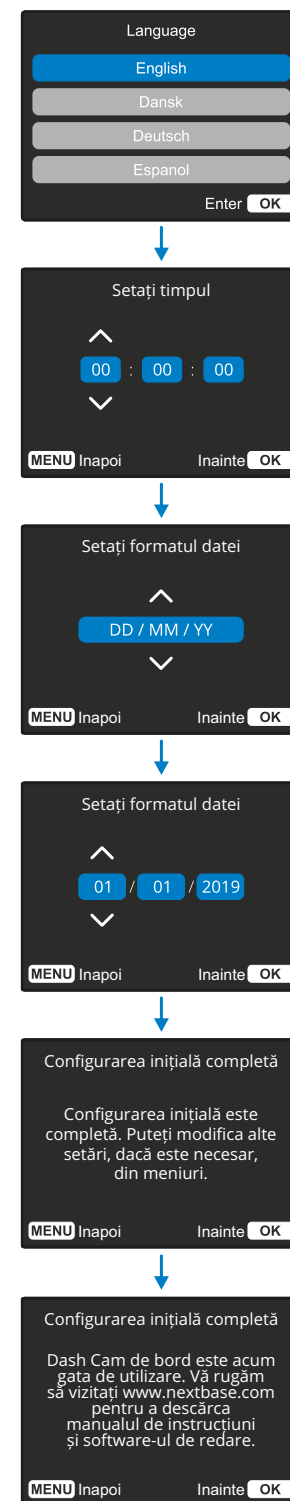 Language
English
Dansk
Deutsch
Espanol
Enter OK
Setați timpul
00 : 00 : 00
MENU Inapoi Inainte OK
Setați formatul datei
DD / MM / YY
MENU Inapoi Inainte OK
Setați formatul datei
01 / 01 / 2019
MENU Inapoi Inainte OK
Configurarea inițială completă
Configurarea inițială este
completă. Puteți modifica alte
setări, dacă este necesar,
din meniuri.
MENU Inapoi Inainte OK
Configurarea inițială completă
Dash Cam de bord este acum
gata de utilizare. Vă rugăm
să vizitați www.nextbase.com
pentru a descărca
manualul de instrucțiuni
și software-ul de redare.
MENU Inapoi Inainte OK